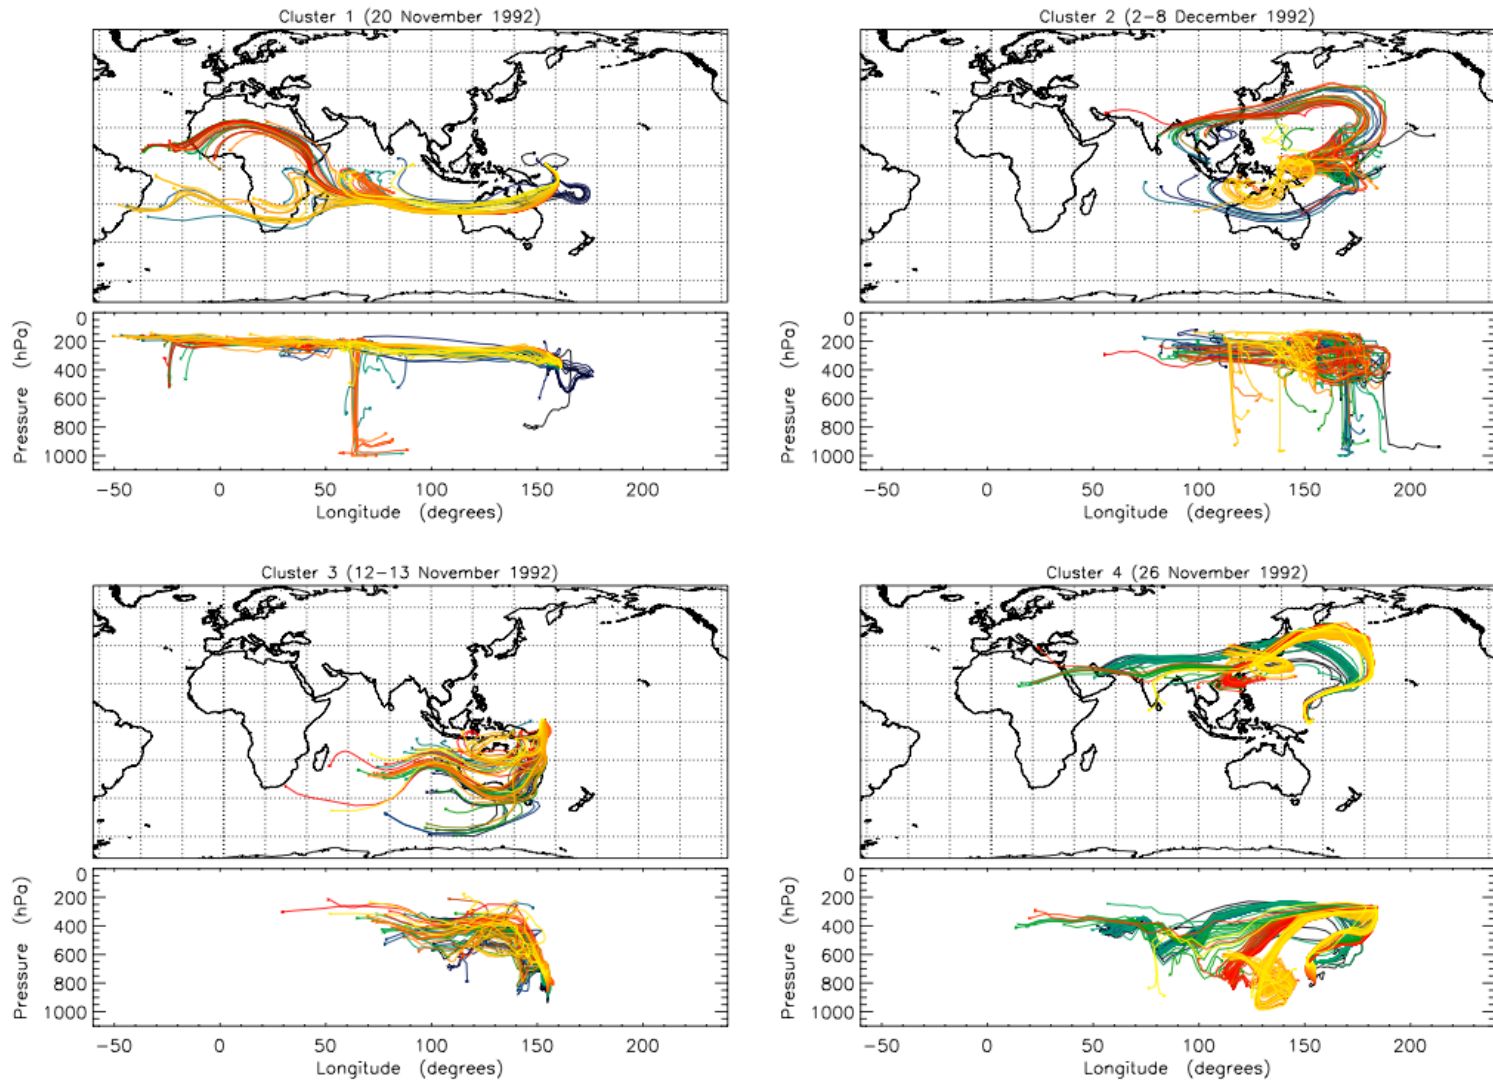 Cluster 1 (20 November 1992)
0
200
400
600
800
1000
Pressure (hPa)
-50 0 50 100 150 200
Longitude (degrees)
Cluster 2 (2-8 December 1992)
0
200
400
600
800
1000
Pressure (hPa)
-50 0 50 100 150 200
Longitude (degrees)
Cluster 3 (12-13 November 1992)
0
200
400
600
800
1000
Pressure (hPa)
-50 0 50 100 150 200
Longitude (degrees)
Cluster 4 (26 November 1992)
0
200
400
600
800
1000
Pressure (hPa)
-50 0 50 100 150 200
Longitude (degrees)